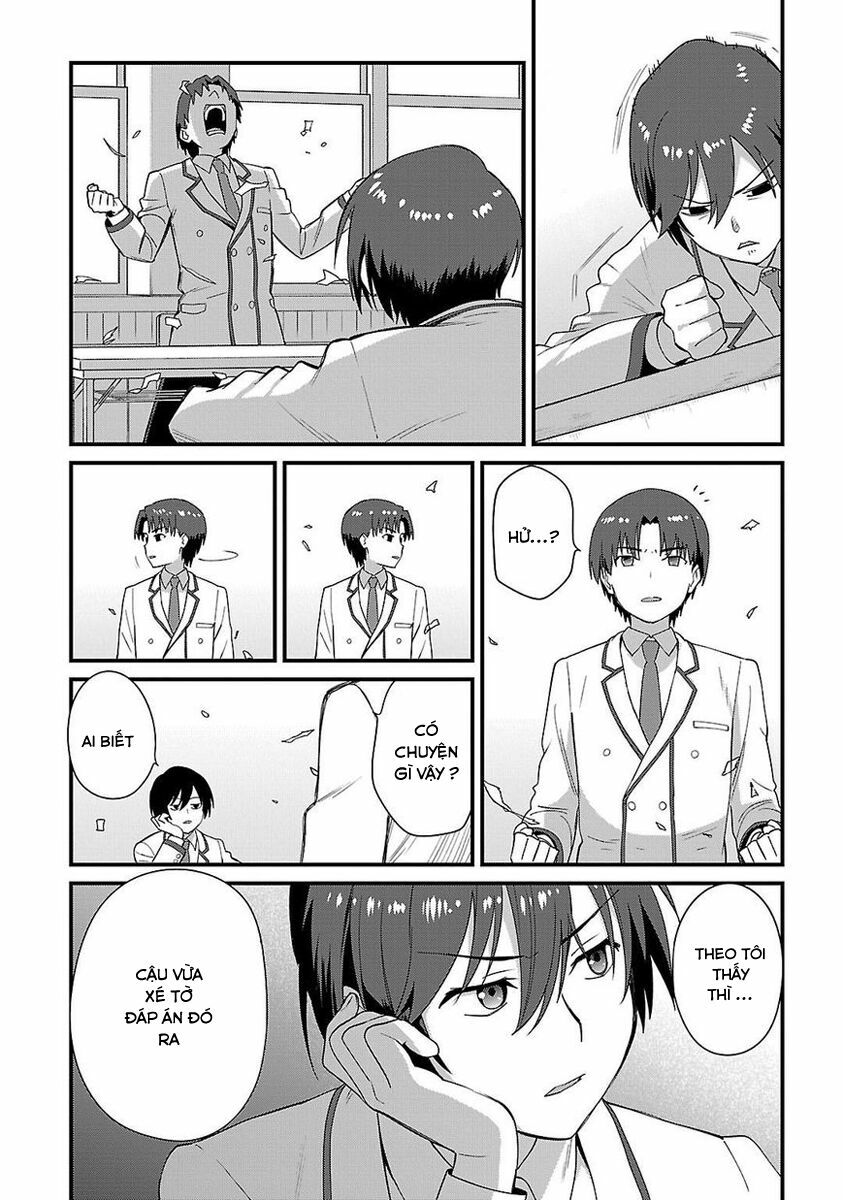 HỬ...?
AI BIẾT
CÓ
CHUYỆN
GÌ VẬY ?
THEO TÔI
THẤY
THÌ ...
CẬU VỪA
XÉ TỜ
ĐÁP ÁN ĐÓ
RA